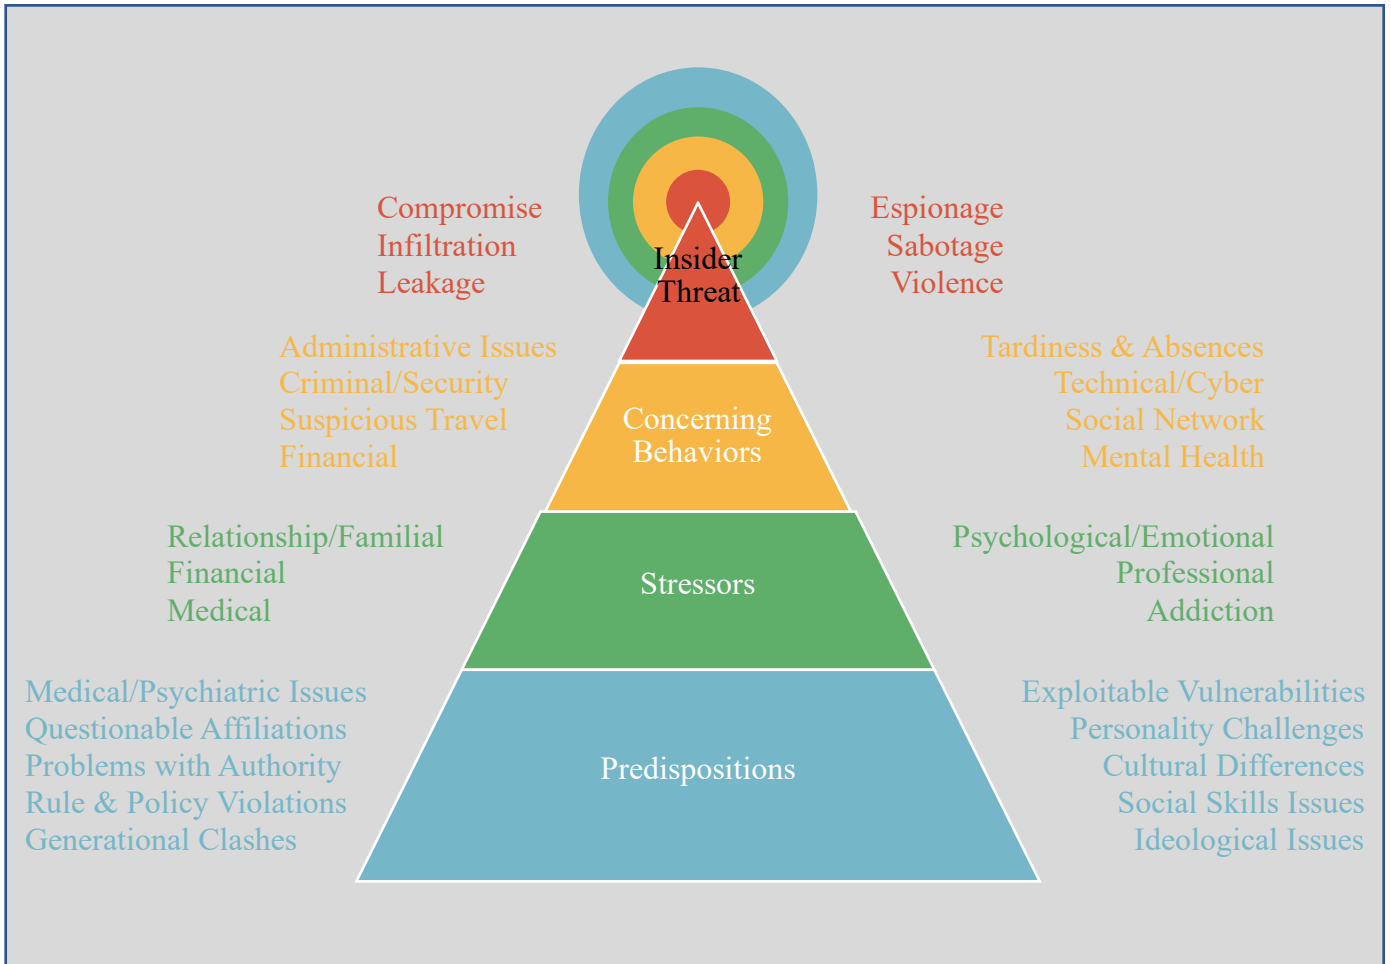 Compromise
Infiltration
Leakage
Espionage
Sabotage
Violence
Insider
Threat
Administrative Issues
Criminal/Security
Suspicious Travel
Financial
Concerning
Behaviors
Tardiness & Absences
Technical/Cyber
Social Network
Mental Health
Relationship/Familial
Financial
Medical
Stressors
Psychological/Emotional
Professional
Addiction
Medical/Psychiatric Issues
Questionable Affiliations
Problems with Authority
Rule & Policy Violations
Generational Clashes
Predispositions
Exploitable Vulnerabilities
Personality Challenges
Cultural Differences
Social Skills Issues
Ideological Issues